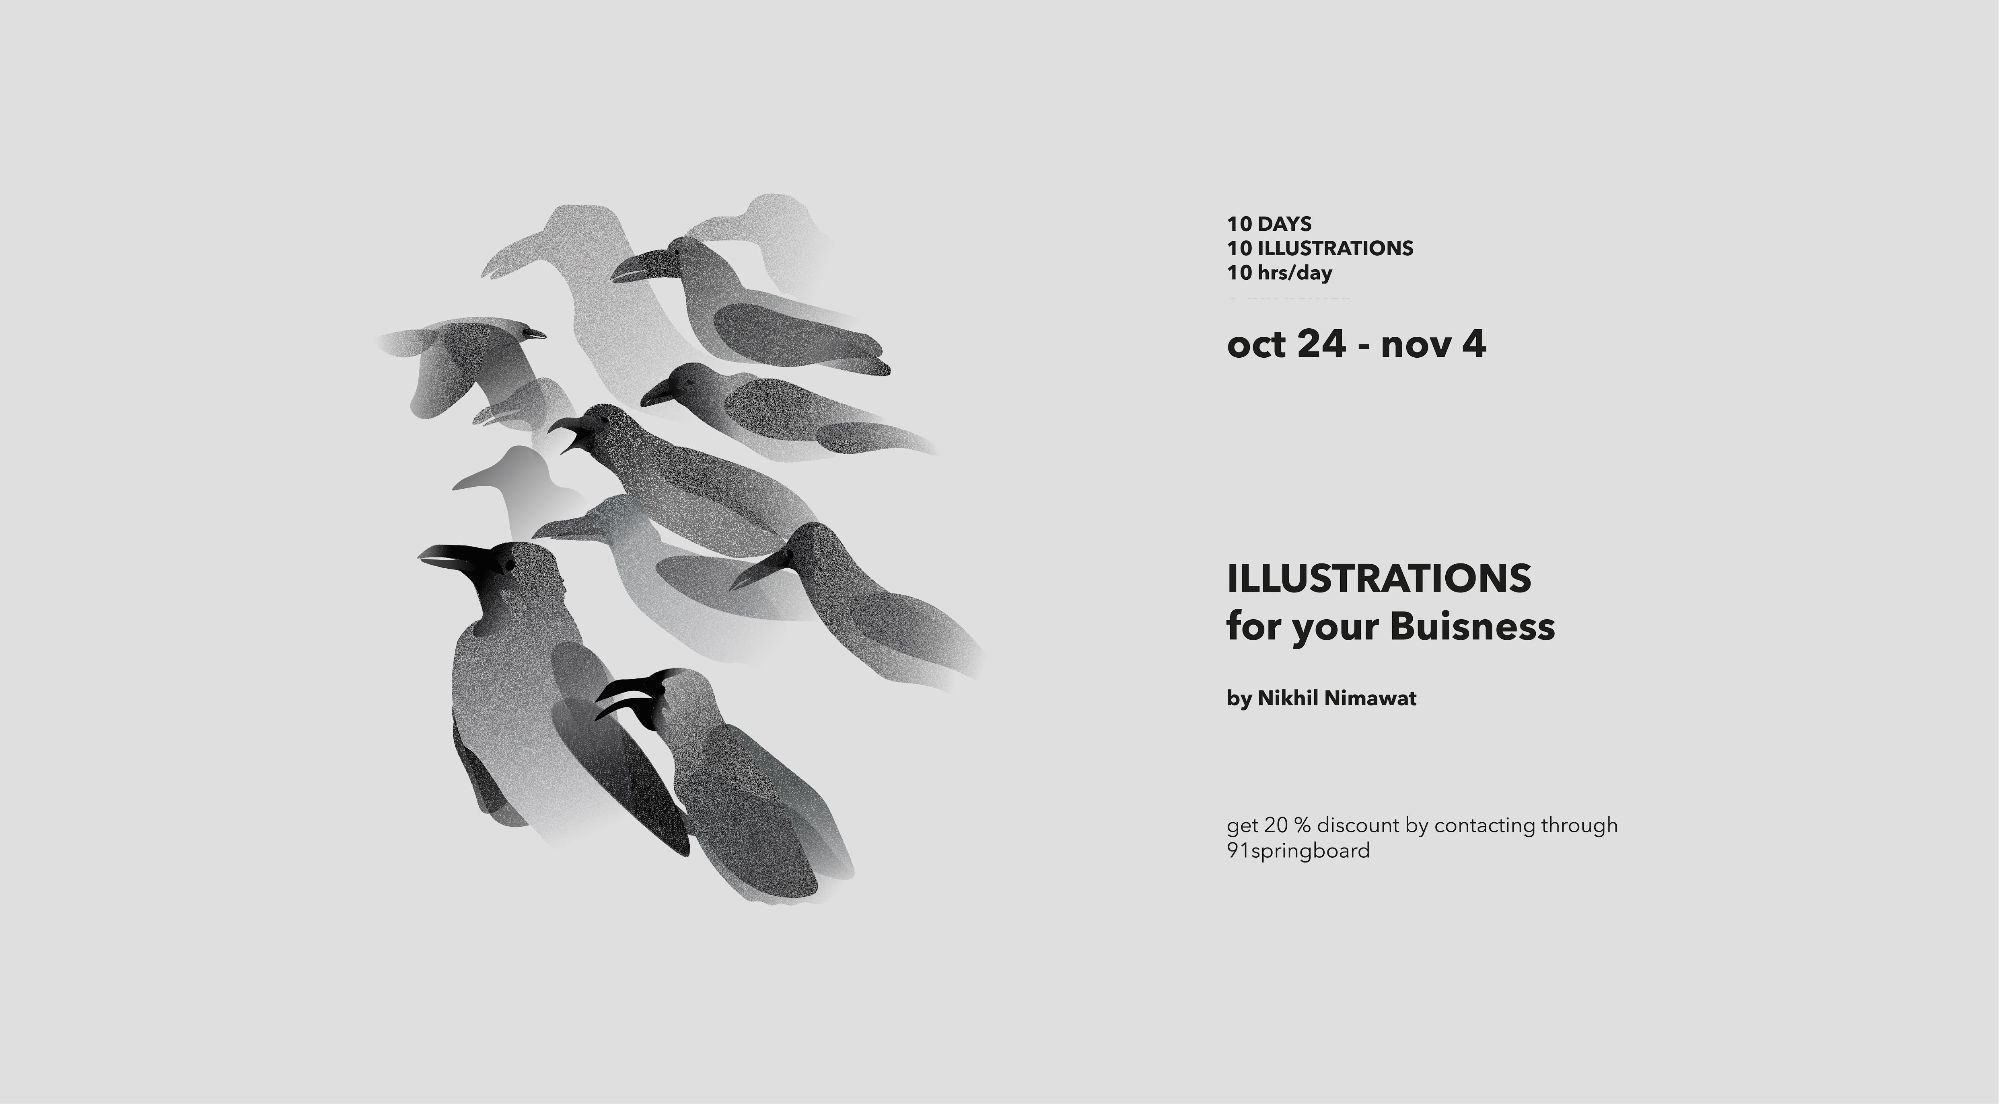 10 DAYS
10 ILLUSTRATIONS
10 hrs/day
oct 24 - nov 4
ILLUSTRATIONS
for your Buisness
by Nikhil Nimawat
get 20 % discount by contacting through
91springboard